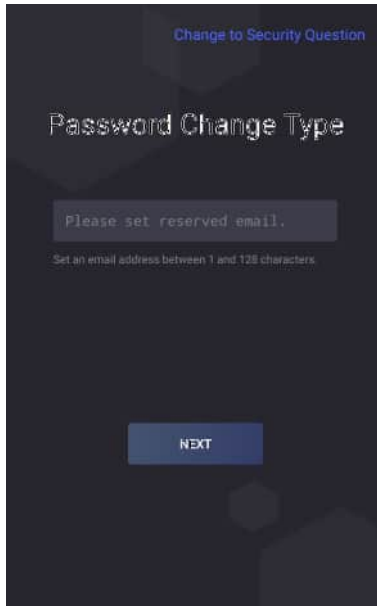 Change to Security Question
Password Change Type
Please set reserved email.
Set an email address between 1 and 128 characters.
NEXT